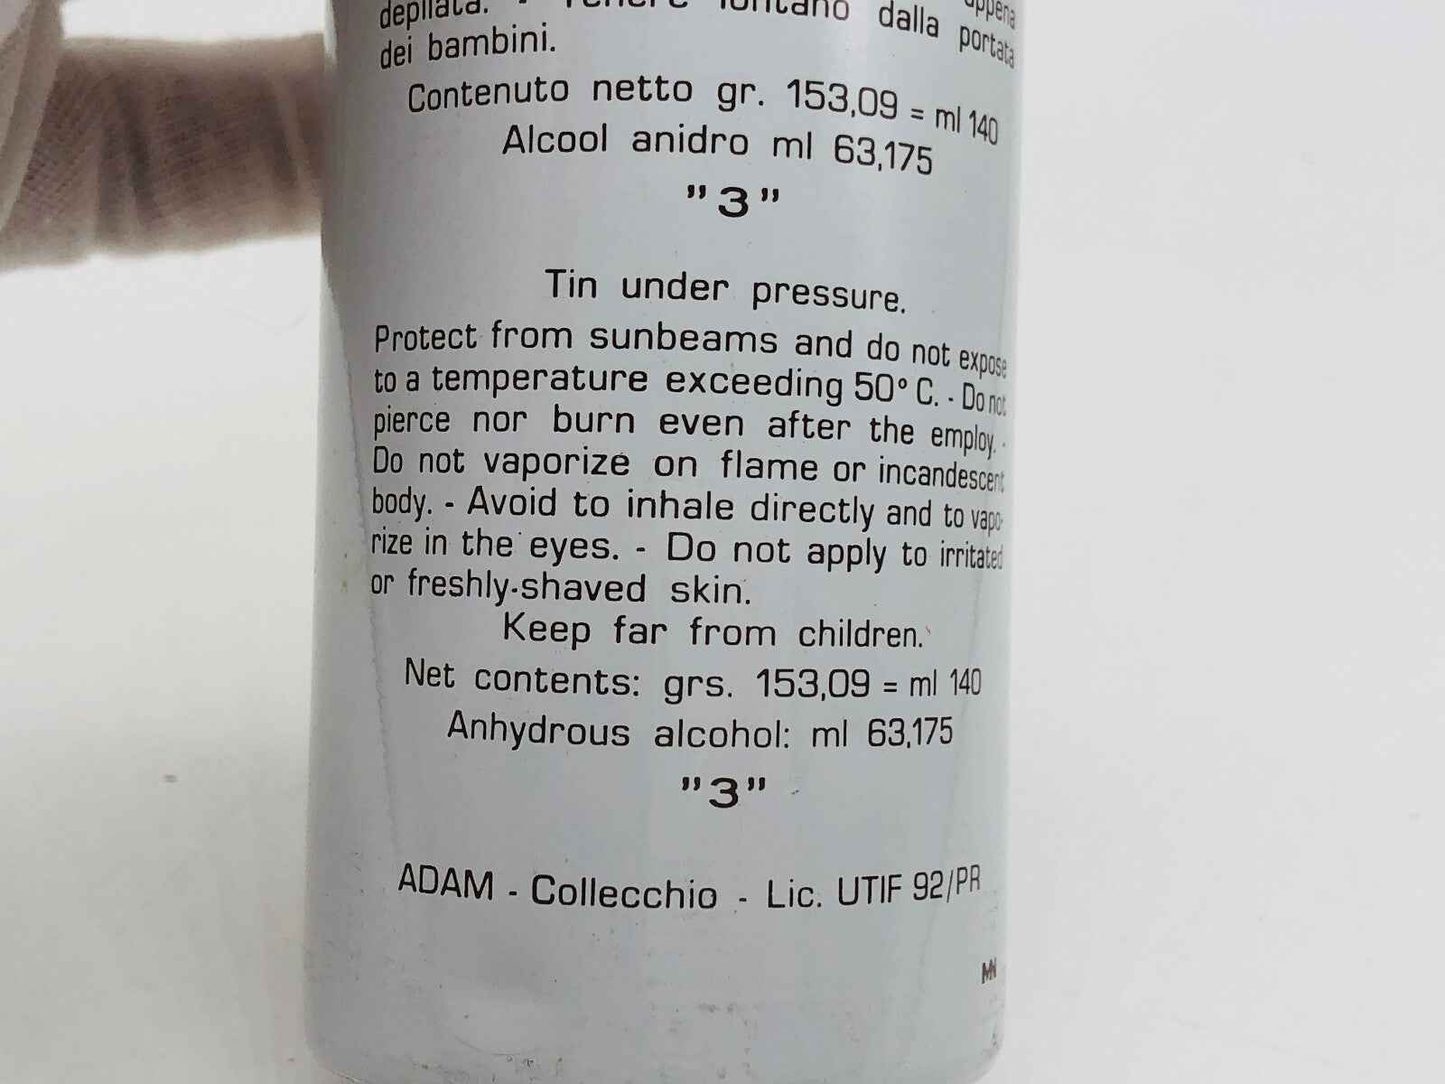 depilata. - Tenere lontano dalla portata
dei bambini.
Contenuto netto gr. 153,09 = ml 140
Alcool anidro ml 63,175
"3"
Tin under pressure.
Protect from sunbeams and do not expose
to a temperature exceeding 50° C. - Do not
pierce nor burn even after the employ. -
Do not vaporize on flame or incandescent
body. - Avoid to inhale directly and to vapo-
rize in the eyes. - Do not apply to irritated
or freshly-shaved skin.
Keep far from children.
Net contents: grs. 153,09 = ml 140
Anhydrous alcohol: ml 63,175
"3"
ADAM - Collecchio - Lic. UTIF 92/PR